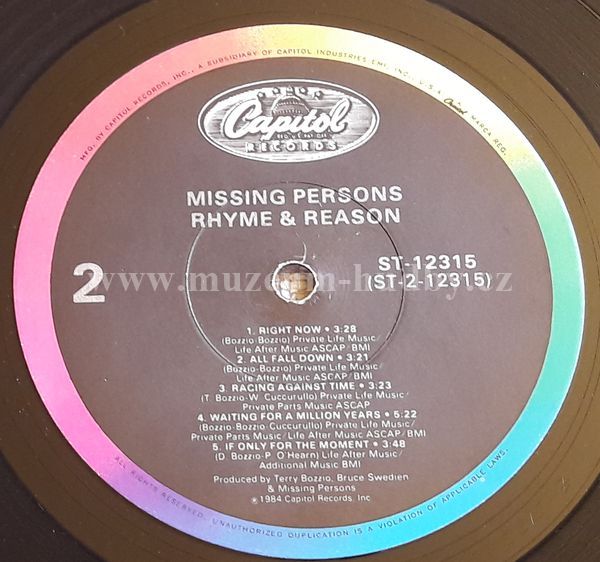 MFG. BY CAPITOL RECORDS, INC., A SUBSIDIARY OF CAPITOL INDUSTRIES-EMI, INC., U.S.A. Capitol MARCA REG.
Capitol
RECORDS
MISSING PERSONS
RHYME & REASON
2
ST-12315
(ST-2-12315)
www.muzeum-hudby.cz
1. RIGHT NOW • 3:28
(Bozzio-Bozzio) Private Life Music/
Life After Music ASCAP/BMI
2. ALL FALL DOWN • 3:21
(Bozzio-Bozzio) Private Life Music/
Life After Music ASCAP/BMI
3. RACING AGAINST TIME • 3:23
(T. Bozzio-W. Cuccurullo) Private Life Music/
Private Parts Music ASCAP
4. WAITING FOR A MILLION YEARS • 5:22
(Bozzio-Bozzio-Cuccurullo) Private Life Music/
Private Parts Music/Life After Music ASCAP/BMI
5. IF ONLY FOR THE MOMENT • 3:48
(D. Bozzio-P. O'Hearn) Life After Music/
Additional Music BMI
Produced by Terry Bozzio, Bruce Swedien
& Missing Persons
℗1984 Capitol Records, Inc.
ALL RIGHTS RESERVED. UNAUTHORIZED DUPLICATION IS A VIOLATION OF APPLICABLE LAWS.